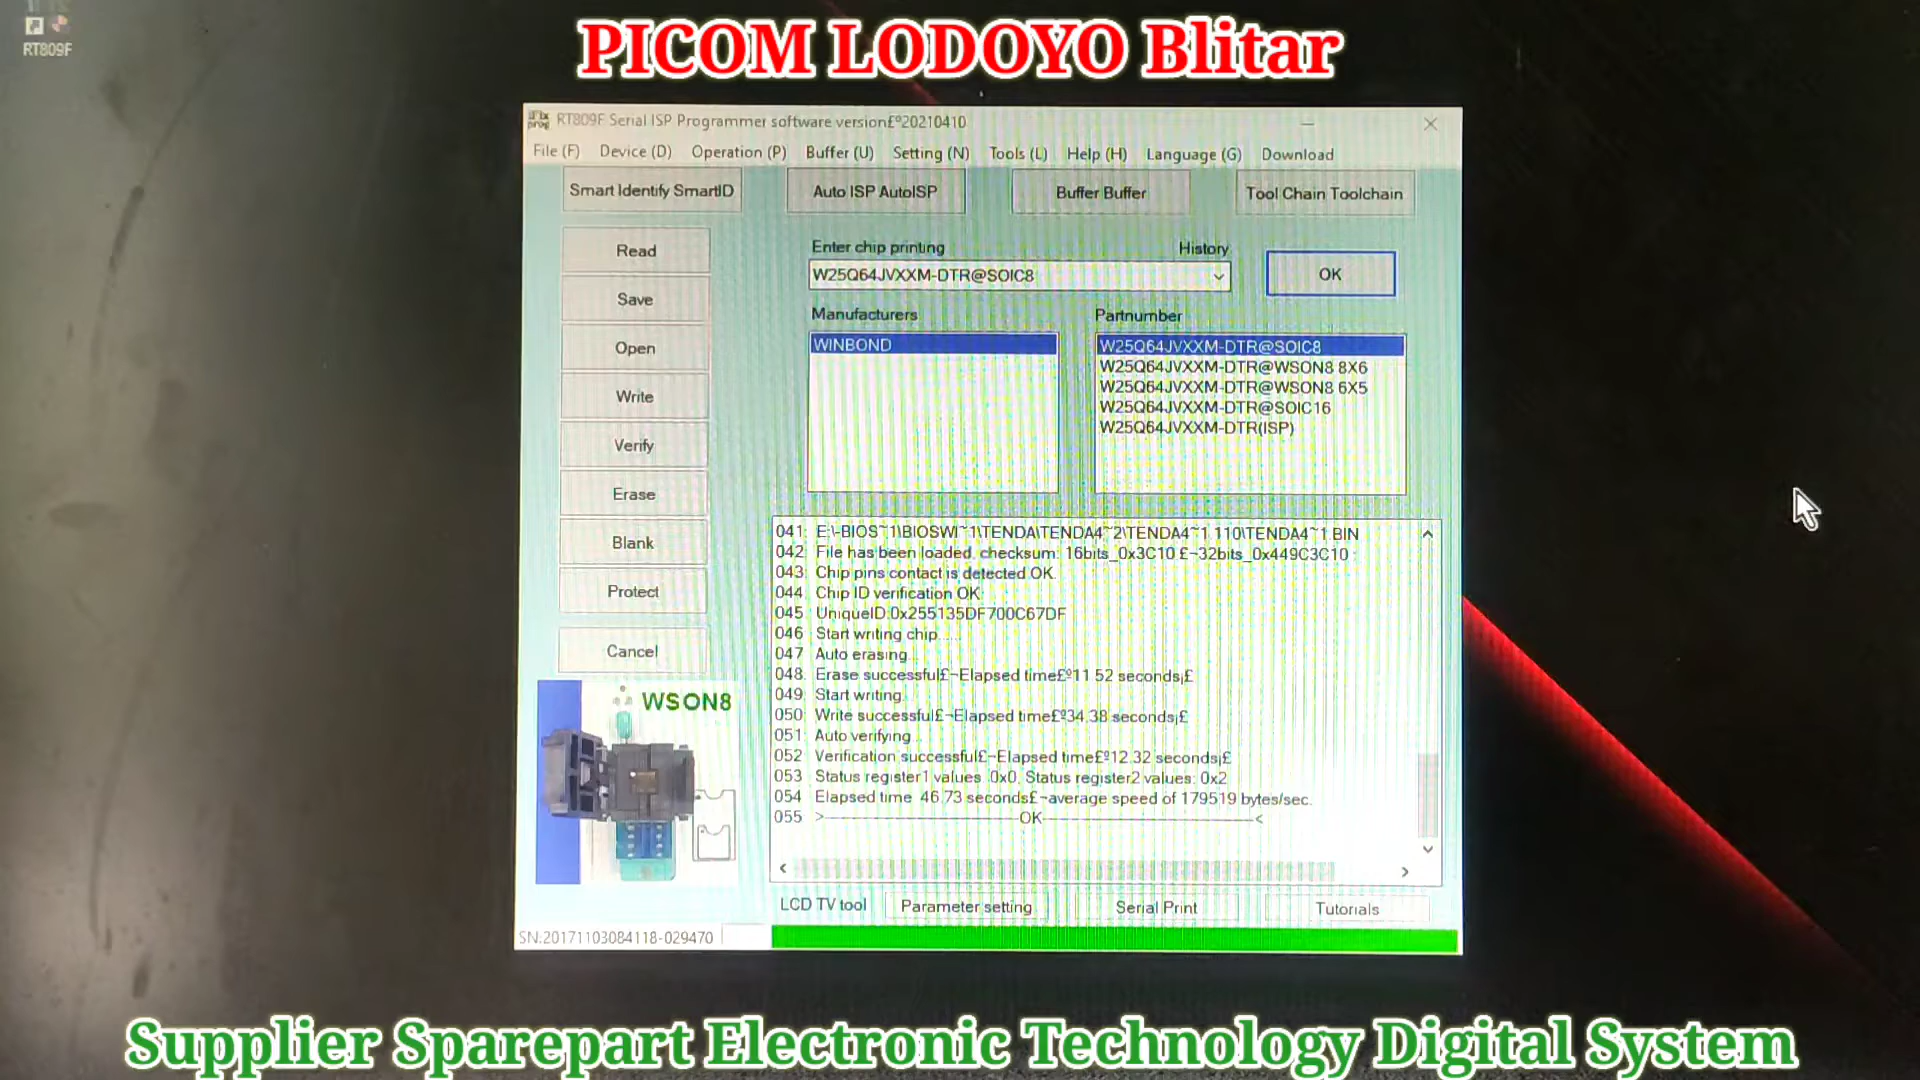 RT809F
PICOM LODOYO Blitar
RT809F Serial ISP Programmer software version£º20210410
File (F) Device (D) Operation (P) Buffer (U) Setting (N) Tools (L) Help (H) Language (G) Download
Smart Identify SmartID Auto ISP AutoISP Buffer Buffer Tool Chain Toolchain
Read
Save
Open
Write
Verify
Erase
Blank
Protect
Cancel
Enter chip printing History
W25Q64JVXXM-DTR@SOIC8 OK
Manufacturers Partnumber
WINBOND
W25Q64JVXXM-DTR@SOIC8
W25Q64JVXXM-DTR@WSON8 8X6
W25Q64JVXXM-DTR@WSON8 6X5
W25Q64JVXXM-DTR@SOIC16
W25Q64JVXXM-DTR(ISP)
041: E:\-BIOS~1\BIOSWI~1\TENDA\TENDA4~2\TENDA4~1.110\TENDA4~1.BIN
042: File has been loaded, checksum: 16bits_0x3C10 £¬32bits_0x449C3C10 :
043: Chip pins contact is detected OK.
044: Chip ID verification OK.
045: UniqueID:0x255135DF700C67DF
046: Start writing chip......
047: Auto erasing...
048: Erase successful£¬Elapsed time£º11.52 seconds¡£
049: Start writing...
050: Write successful£¬Elapsed time£º34.38 seconds¡£
051: Auto verifying...
052: Verification successful£¬Elapsed time£º12.32 seconds¡£
053: Status register1 values: 0x0, Status register2 values: 0x2
054: Elapsed time: 46.73 seconds£¬average speed of 179519 bytes/sec.
055: >------------------------OK---------------------------<
WSON8
LCD TV tool Parameter setting Serial Print Tutorials
SN:20171103084118-029470
Supplier Sparepart Electronic Technology Digital System